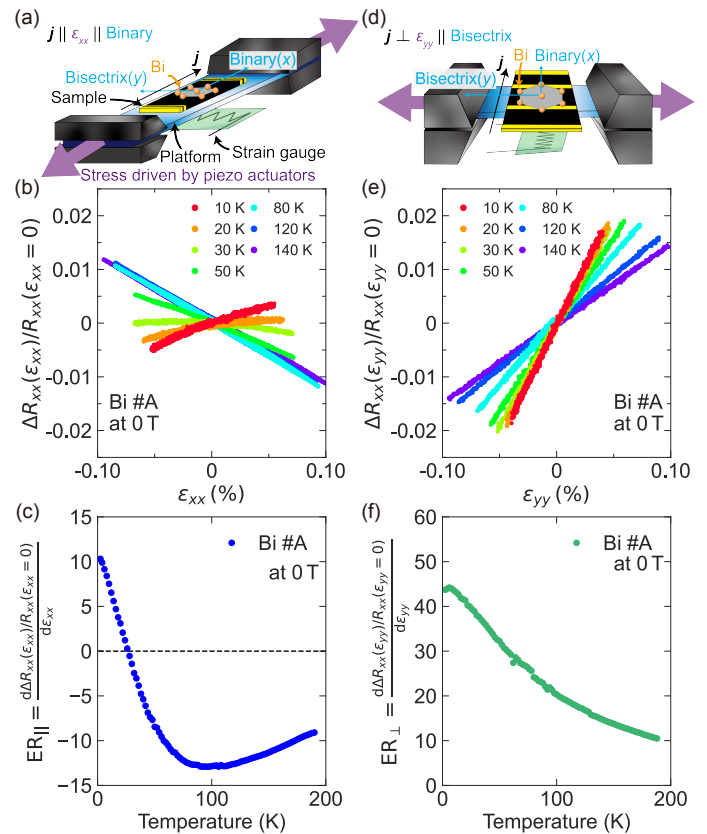 (a)
j || εxx || Binary
j
Bi
Binary(x)
Bisectrix(y)
Sample
Strain gauge
Platform
Stress driven by piezo actuators
(d)
j ⊥ εyy || Bisectrix
Bi
Binary(x)
Bisectrix(y)
j
(b)
ΔRxx(εxx)/Rxx(εxx = 0)
0.02
0.01
0
-0.01
-0.02
10 K
20 K
30 K
50 K
80 K
120 K
140 K
Bi #A
at 0 T
-0.10
0
0.10
εxx (%)
(e)
ΔRxx(εyy)/Rxx(εyy = 0)
0.02
0.01
0
-0.01
-0.02
10 K
20 K
30 K
50 K
80 K
120 K
140 K
Bi #A
at 0 T
-0.10
0
0.10
εyy (%)
(c)
ER|| = dΔRxx(εxx)/Rxx(εxx = 0)
dεxx
15
10
5
0
−5
−10
−15
Bi #A
at 0 T
0
100
200
Temperature (K)
(f)
ER⊥ = dΔRxx(εyy)/Rxx(εyy = 0)
dεyy
60
50
40
30
20
10
0
Bi #A
at 0 T
0
100
200
Temperature (K)